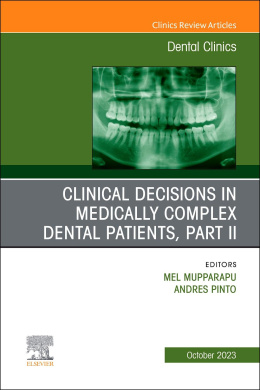 Clinics Review Articles
Dental Clinics
CLINICAL DECISIONS IN
MEDICALLY COMPLEX
DENTAL PATIENTS, PART II
EDITORS
MEL MUPPARAPU
ANDRES PINTO
ELSEVIER
October 2023